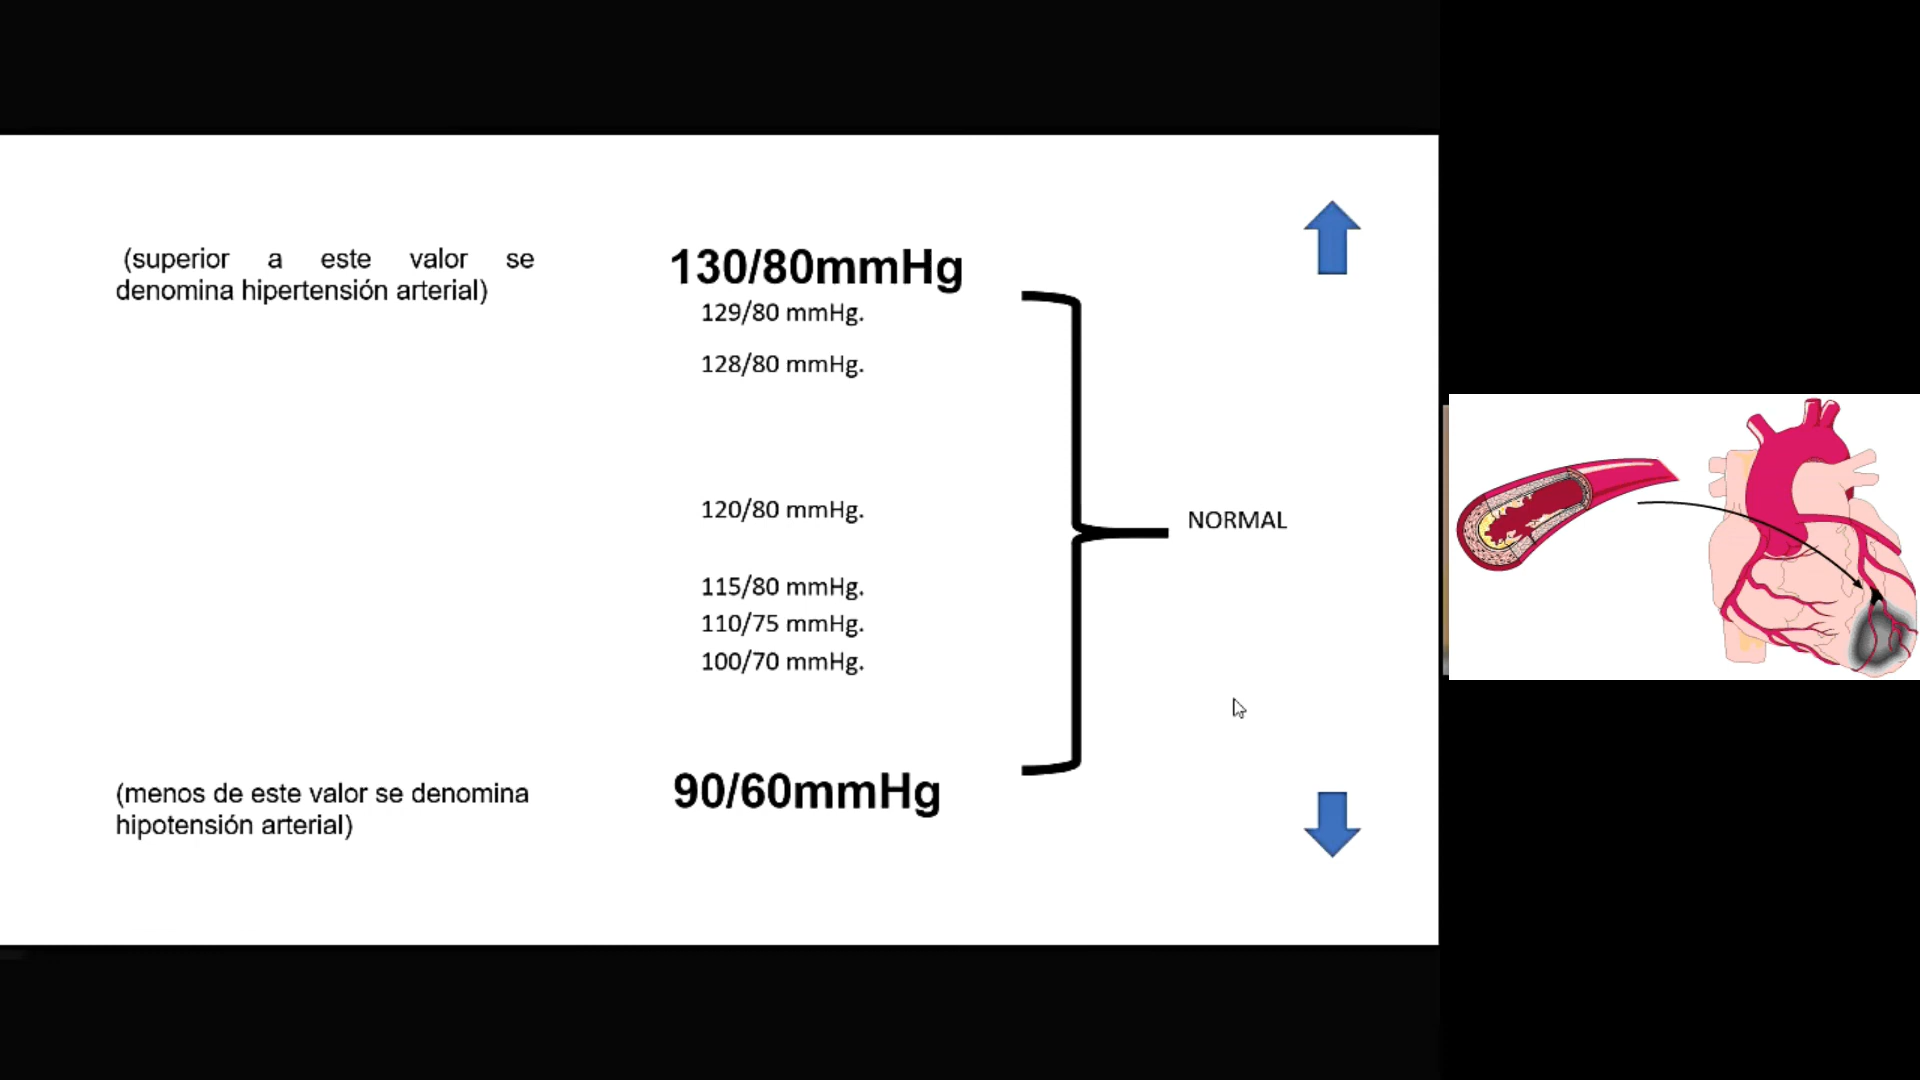 (superior a este valor se
denomina hipertensión arterial)
130/80mmHg
129/80 mmHg.
128/80 mmHg.
120/80 mmHg.
NORMAL
115/80 mmHg.
110/75 mmHg.
100/70 mmHg.
(menos de este valor se denomina
hipotensión arterial)
90/60mmHg